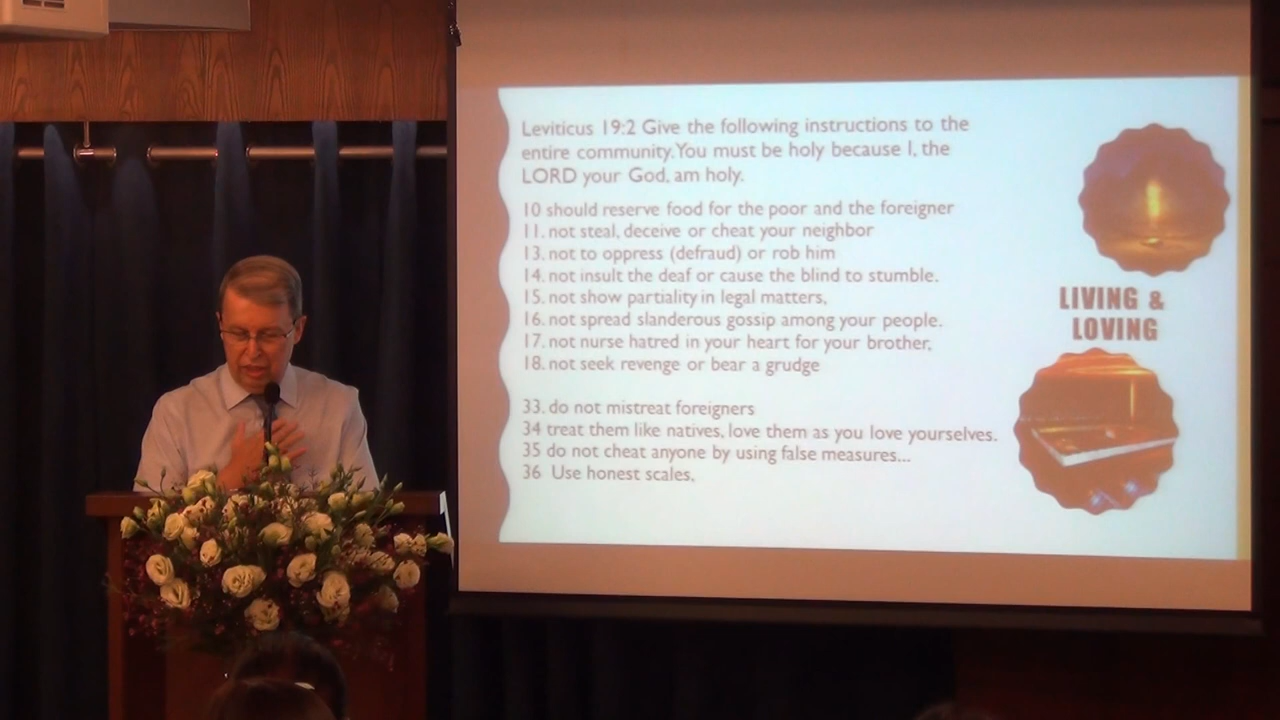 Leviticus 19:2 Give the following instructions to the
entire community. You must be holy because I, the
LORD your God, am holy.
10 should reserve food for the poor and the foreigner
11. not steal, deceive or cheat your neighbor
13. not to oppress (defraud) or rob him
14. not insult the deaf or cause the blind to stumble.
15. not show partiality in legal matters,
16. not spread slanderous gossip among your people.
17. not nurse hatred in your heart for your brother,
18. not seek revenge or bear a grudge
33. do not mistreat foreigners
34 treat them like natives, love them as you love yourselves.
35 do not cheat anyone by using false measures...
36 Use honest scales,
LIVING &
LOVING